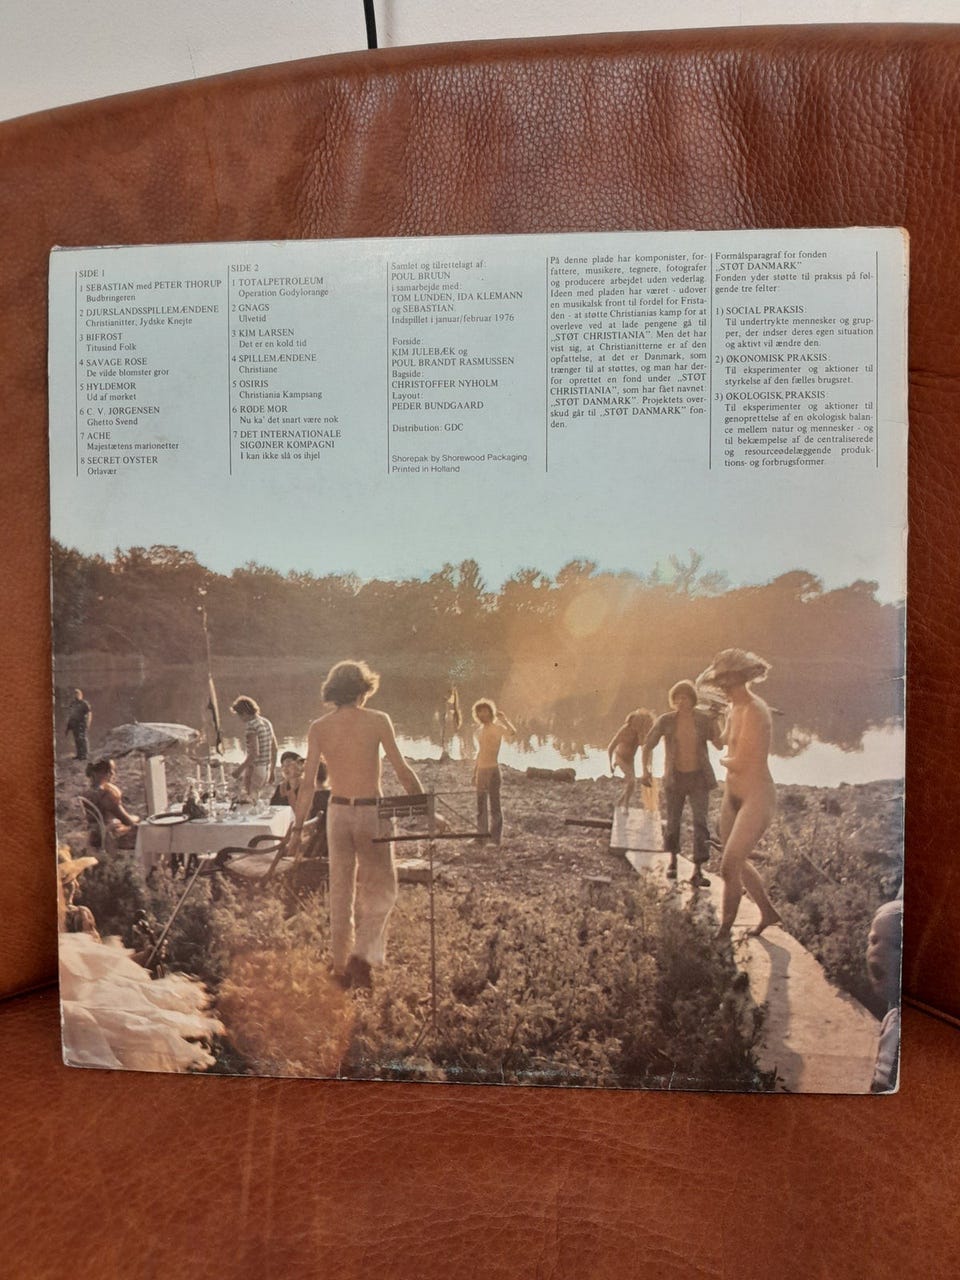 SIDE 1
1 SEBASTIAN med PETER THORUP
Budbringeren
2 DJURSLANDSSPILLEMÆNDENE
Christianitter, Jydske Knejte
3 BIFROST
Titusind Folk
4 SAVAGE ROSE
De vilde blomster gror
5 HYLDEMOR
Ud af mørket
6 C. V. JØRGENSEN
Ghetto Svend
7 ACHE
Majestætens marionetter
8 SECRET OYSTER
Orlavær
SIDE 2
1 TOTALPETROLEUM
Operation Godylorange
2 GNAGS
Ulvetid
3 KIM LARSEN
Det er en kold tid
4 SPILLEMÆNDENE
Christiane
5 OSIRIS
Christiania Kampsang
6 RØDE MOR
Nu ka' det snart være nok
7 DET INTERNATIONALE
SIGØJNER KOMPAGNI
I kan ikke slå os ihjel
Samlet og tilrettelagt af:
POUL BRUUN
i samarbejde med:
TOM LUNDEN, IDA KLEMANN
og SEBASTIAN.
Indspillet i januar/februar 1976
Forside:
KIM JULEBÆK og
POUL BRANDT RASMUSSEN
Bagside:
CHRISTOFFER NYHOLM
Layout:
PEDER BUNDGAARD
Distribution: GDC
Shorepak by Shorewood Packaging
Printed in Holland
På denne plade har komponister, for-
fattere, musikere, tegnere, fotografer
og producere arbejdet uden vederlag.
Ideen med pladen har været - udover
en musikalsk front til fordel for Frista-
den - at støtte Christianias kamp for at
overleve ved at lade pengene gå til
„STØT CHRISTIANIA". Men det har
vist sig, at Christianitterne er af den
opfattelse, at det er Danmark, som
trænger til at støttes, og man har der-
for oprettet en fond under „STØT
CHRISTIANIA", som har fået navnet:
„STØT DANMARK". Projektets over-
skud går til „STØT DANMARK" fon-
den.
Formålsparagraf for fonden
„STØT DANMARK"
Fonden yder støtte til praksis på føl-
gende tre felter:
1) SOCIAL PRAKSIS:
Til undertrykte mennesker og grup-
per, der indser deres egen situation
og aktivt vil ændre den.
2) ØKONOMISK PRAKSIS:
Til eksperimenter og aktioner til
styrkelse af den fælles brugsret.
3) ØKOLOGISK PRAKSIS:
Til eksperimenter og aktioner til
genoprettelse af en økologisk balan-
ce mellem natur og mennesker - og
til bekæmpelse af de centraliserede
og resourceødelæggende produk-
tions- og forbrugsformer.